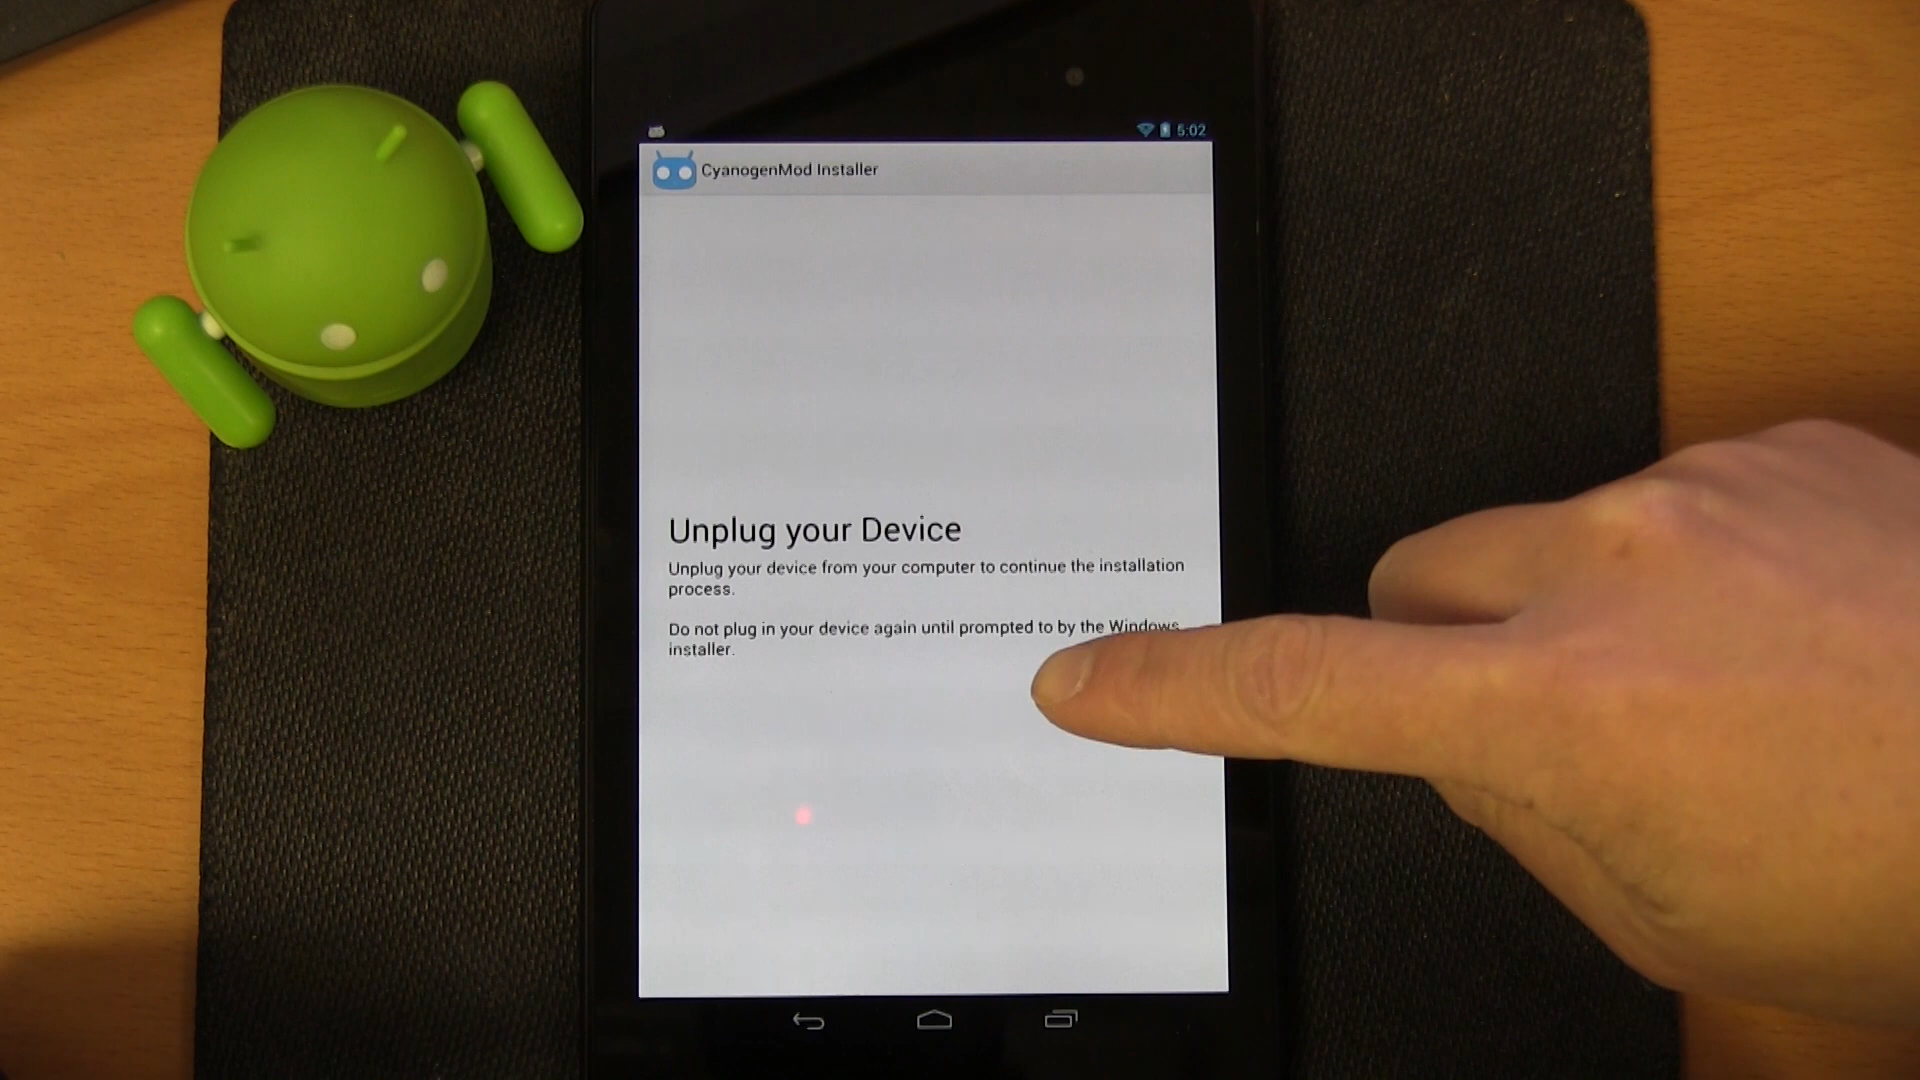 5:02
CyanogenMod Installer
Unplug your Device
Unplug your device from your computer to continue the installation
process.
Do not plug in your device again until prompted to by the Windows
installer.